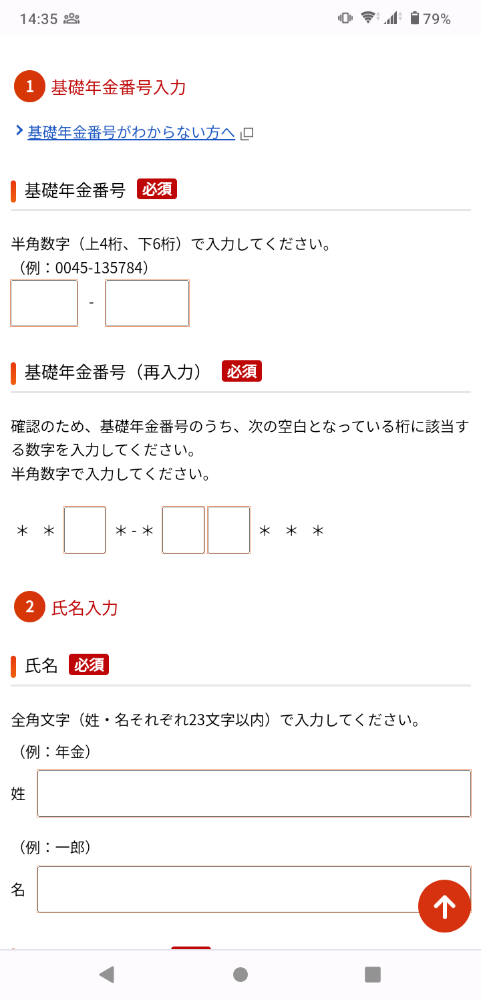 14:35
79%
1 基礎年金番号入力
基礎年金番号がわからない方へ
基礎年金番号 必須
半角数字（上4桁、下6桁）で入力してください。
（例：0045-135784）
-
基礎年金番号（再入力） 必須
確認のため、基礎年金番号のうち、次の空白となっている桁に該当す
る数字を入力してください。
半角数字で入力してください。
＊ ＊ ＊ - ＊ ＊ ＊ ＊
2 氏名入力
氏名 必須
全角文字（姓・名それぞれ23文字以内）で入力してください。
（例：年金）
姓
（例：一郎）
名